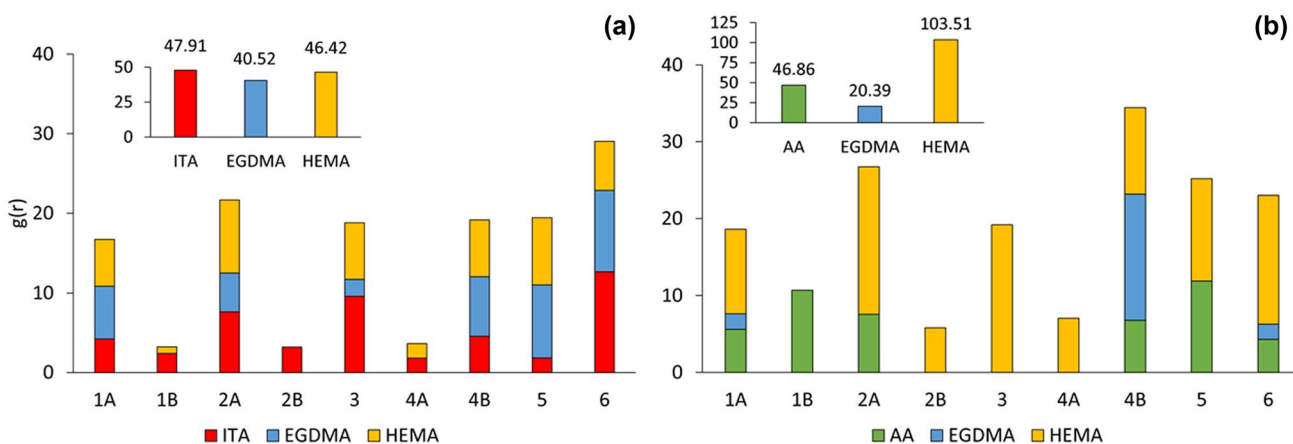 (a)
40
30
20
10
0
g(r)
47.91 40.52 46.42
50
25
0
ITA EGDMA HEMA
1A 1B 2A 2B 3 4A 4B 5 6
ITA EGDMA HEMA
(b)
40
30
20
10
0
125
100
75
50
25
0
46.86 20.39 103.51
AA EGDMA HEMA
1A 1B 2A 2B 3 4A 4B 5 6
AA EGDMA HEMA